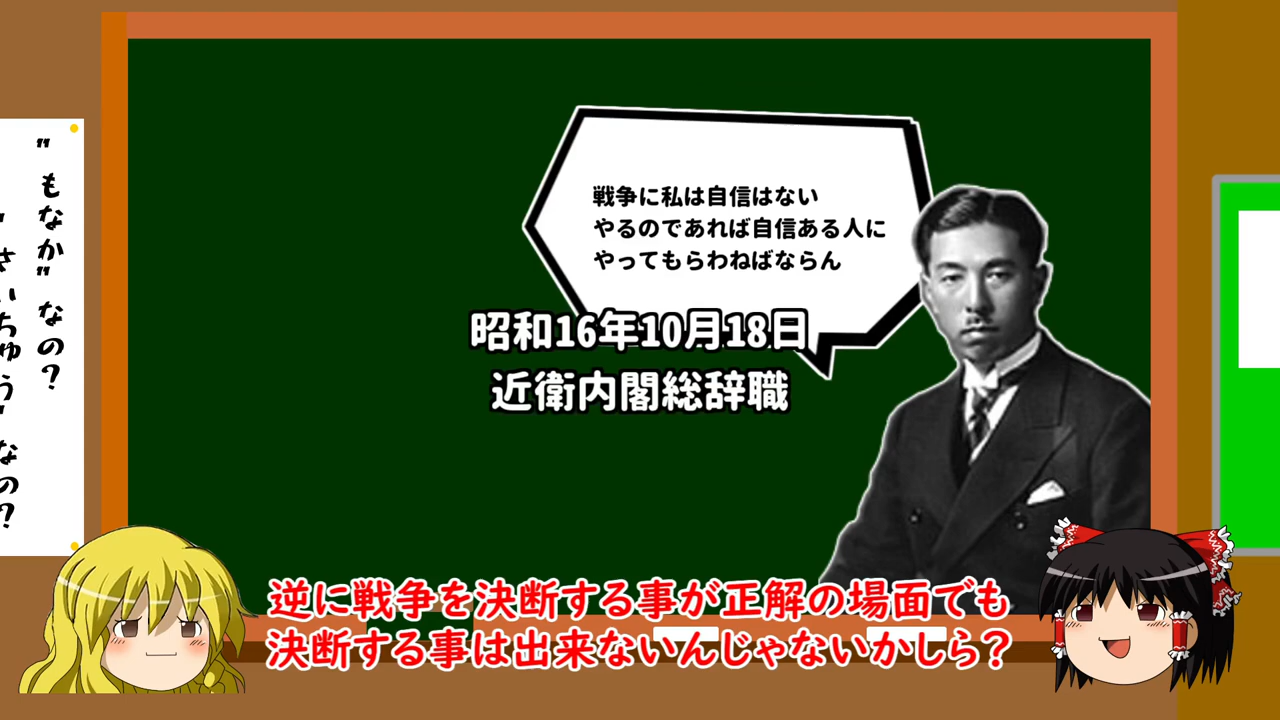 "もなか"なの?
"さいちゅう"なの?
戦争に私は自信はない
やるのであれば自信ある人に
やってもらわねばならん
昭和16年10月18日
近衛内閣総辞職
逆に戦争を決断する事が正解の場面でも
決断する事は出来ないんじゃないかしら?